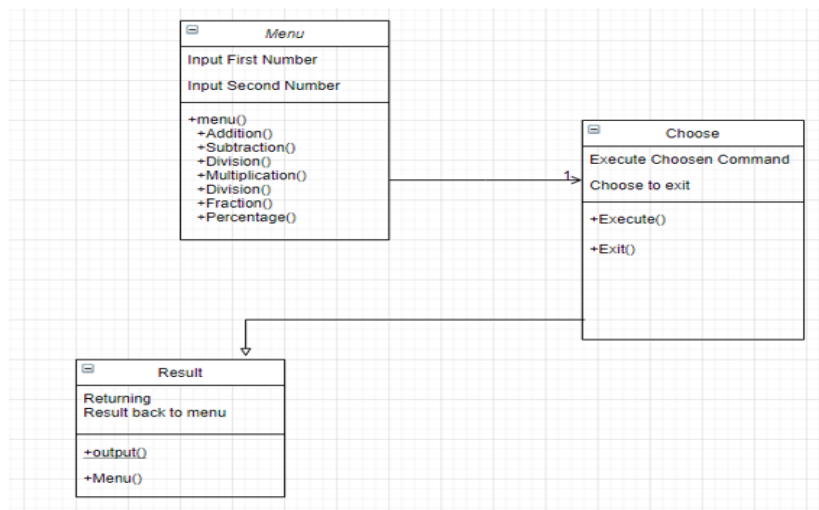 Menu
Input First Number
Input Second Number
+menu()
+Addition()
+Subtraction()
+Division()
+Multiplication()
+Division()
+Fraction()
+Percentage()
1
Choose
Execute Choosen Command
Choose to exit
+Execute()
+Exit()
Result
Returning
Result back to menu
+output()
+Menu()